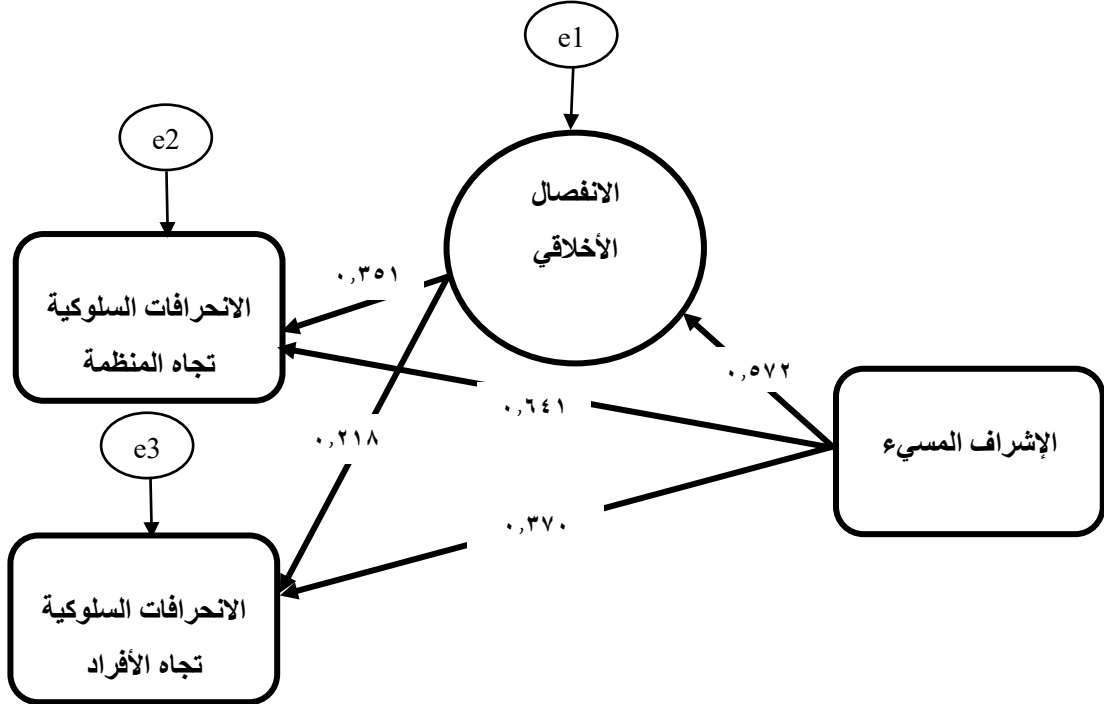 e1
e2
الانفصال
الأخلاقي
الانحرافات السلوكية
تجاه المنظمة
٠,٣٥١
٠,٥٧٢
٠,٦٤١
الإشراف المسيء
e3
٠,٢١٨
٠,٣٧٠
الانحرافات السلوكية
تجاه الأفراد